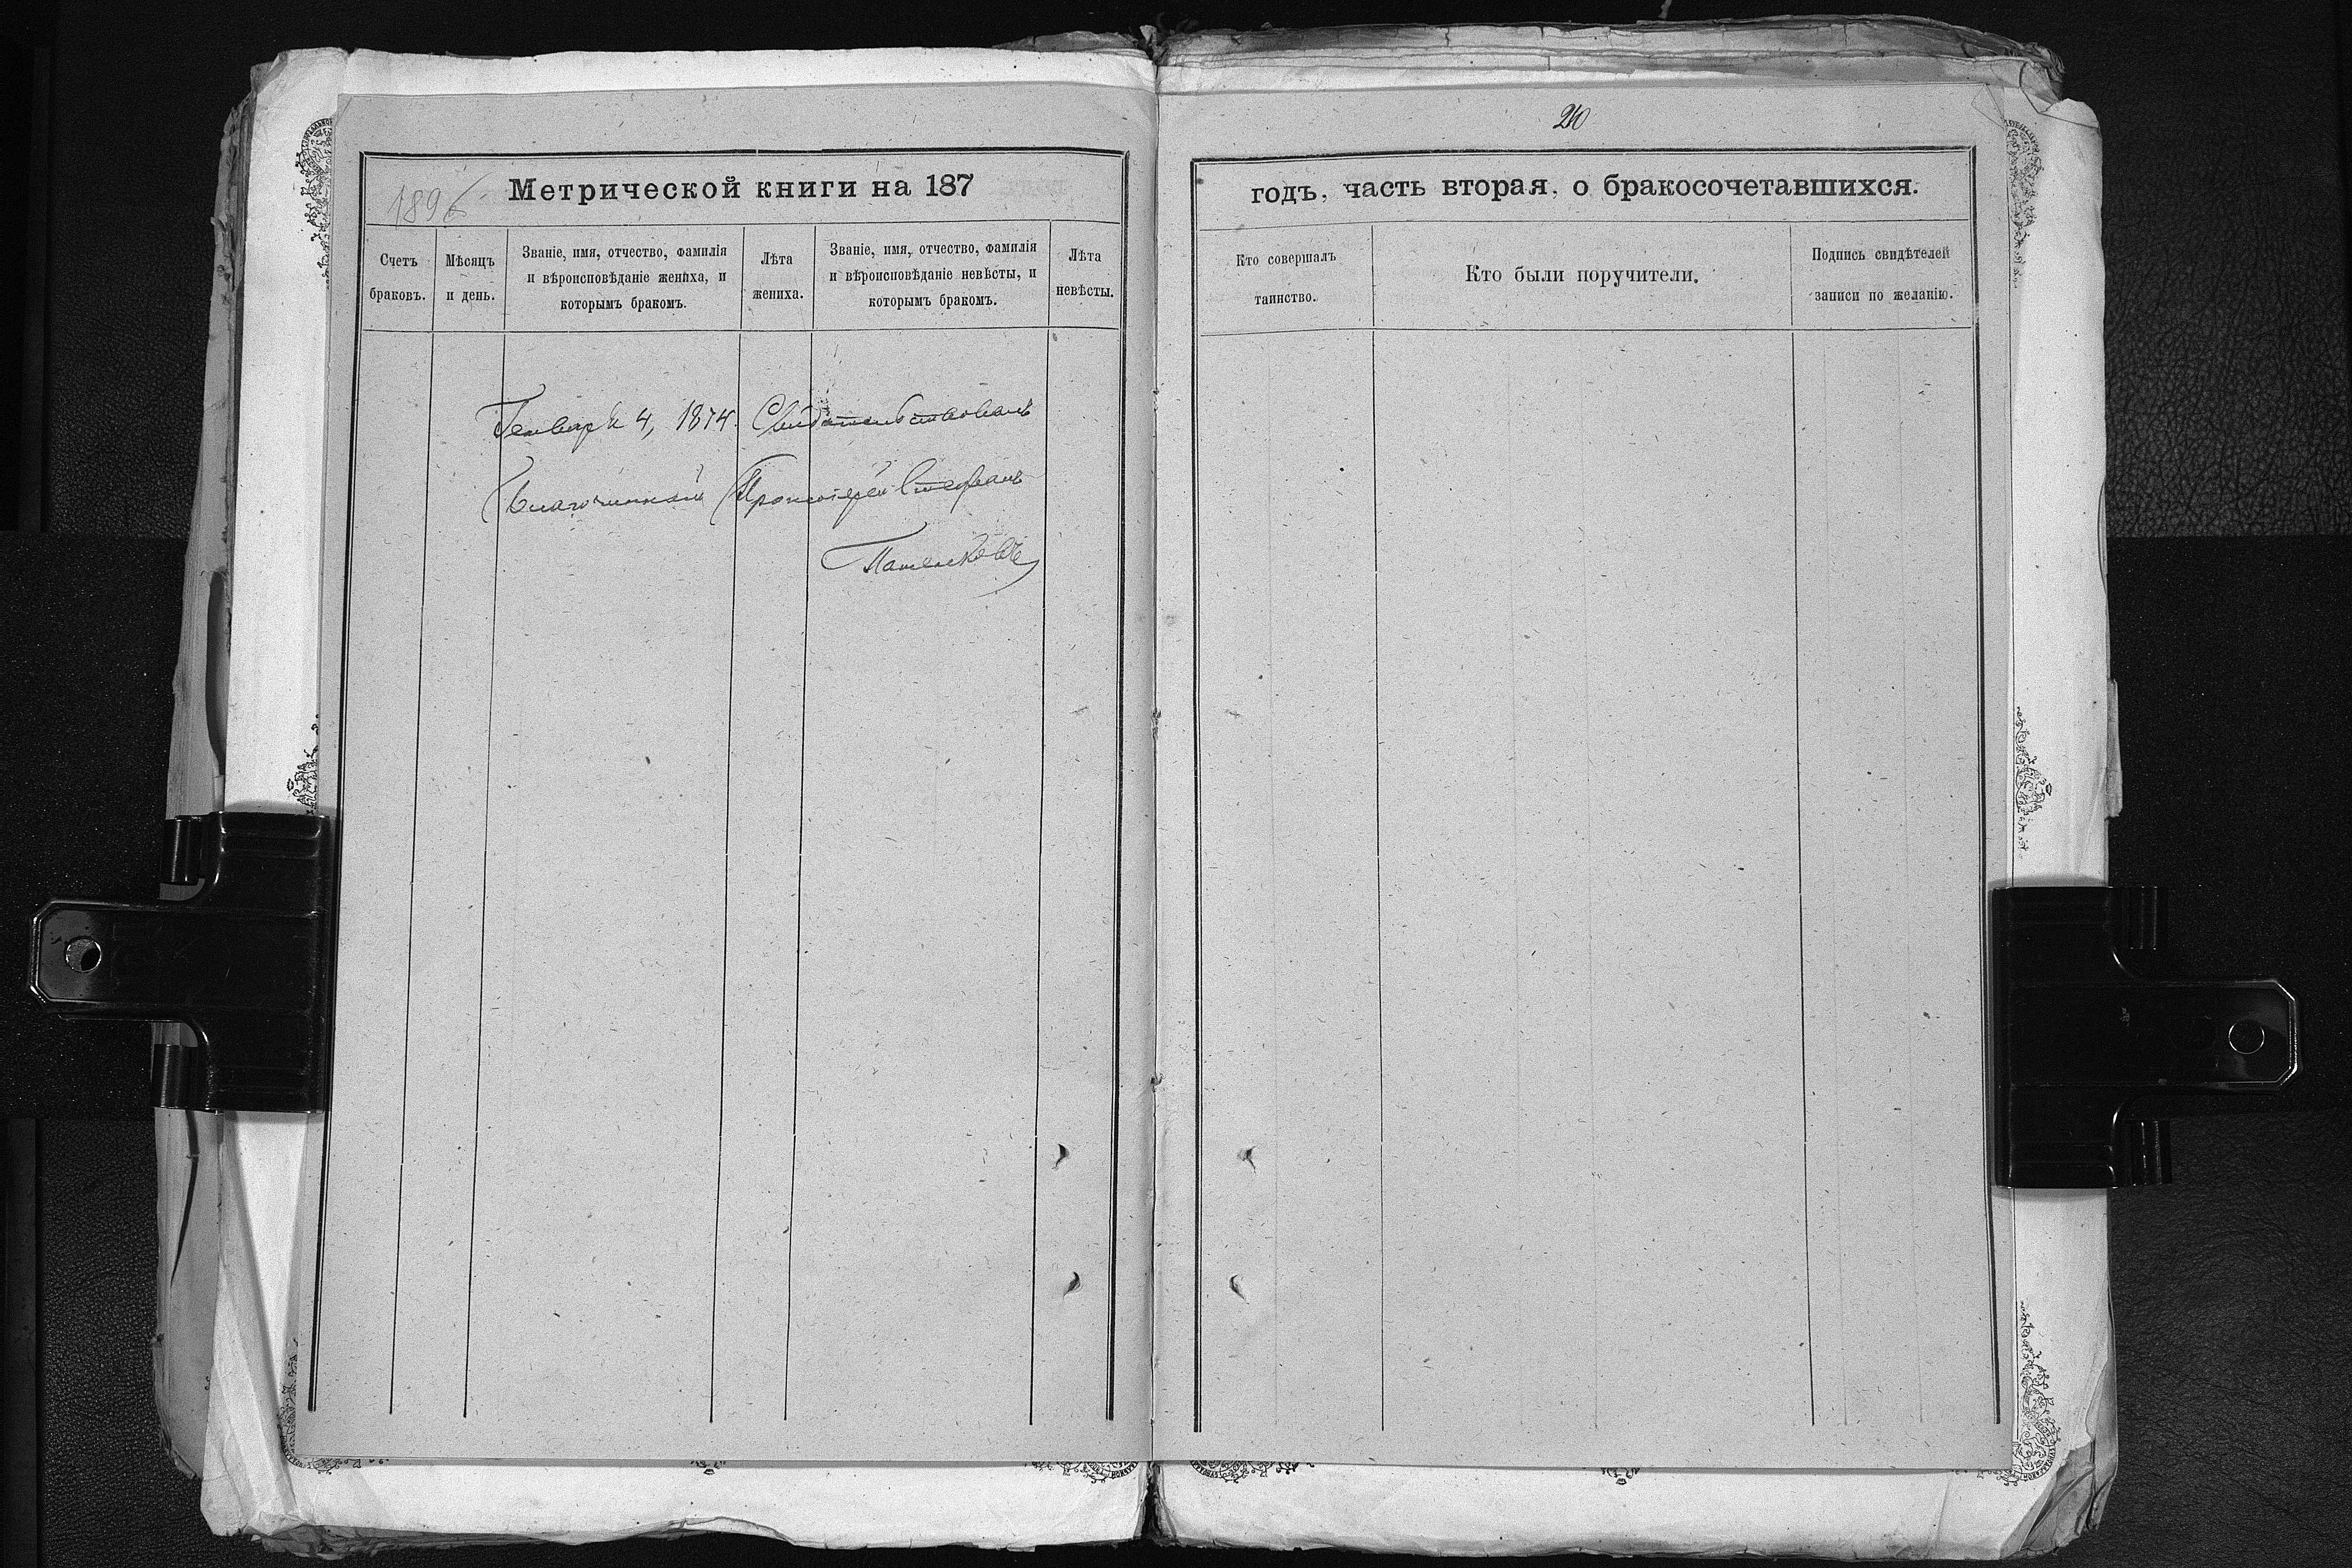 1896
Метрической книги на 187
Счетъ браковъ.
Мѣсяцъ и день.
Званіе, имя, отчество, фамилія
и вѣроисповѣданіе жениха, и
которымъ бракомъ.
Лѣта
жениха.
Званіе, имя, отчество, фамилія
и вѣроисповѣданіе невѣсты, и
которымъ бракомъ.
Лѣта
невѣсты.
Генваря 4, 1874. Свидѣтельствовалъ
Благочинный Протоіерей Стефанъ
годъ, часть вторая, о бракосочетавшихся.
Кто совершалъ
таинство.
Кто были поручители.
Подпись свидѣтелей
записи по желанію.